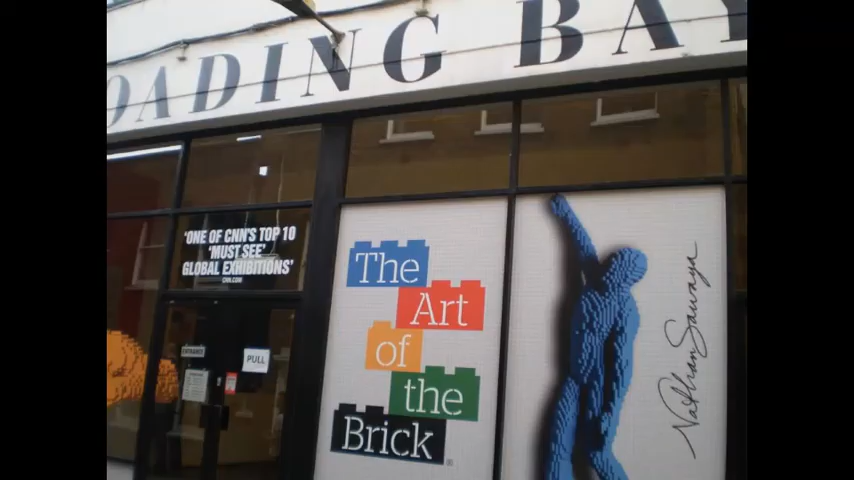 OADING BAY
'ONE OF CNN'S TOP 10
'MUST SEE'
GLOBAL EXHIBITIONS'
CNN.COM
ENTRANCE
PULL
The
Art
of
the
Brick
Nathan Sawaya